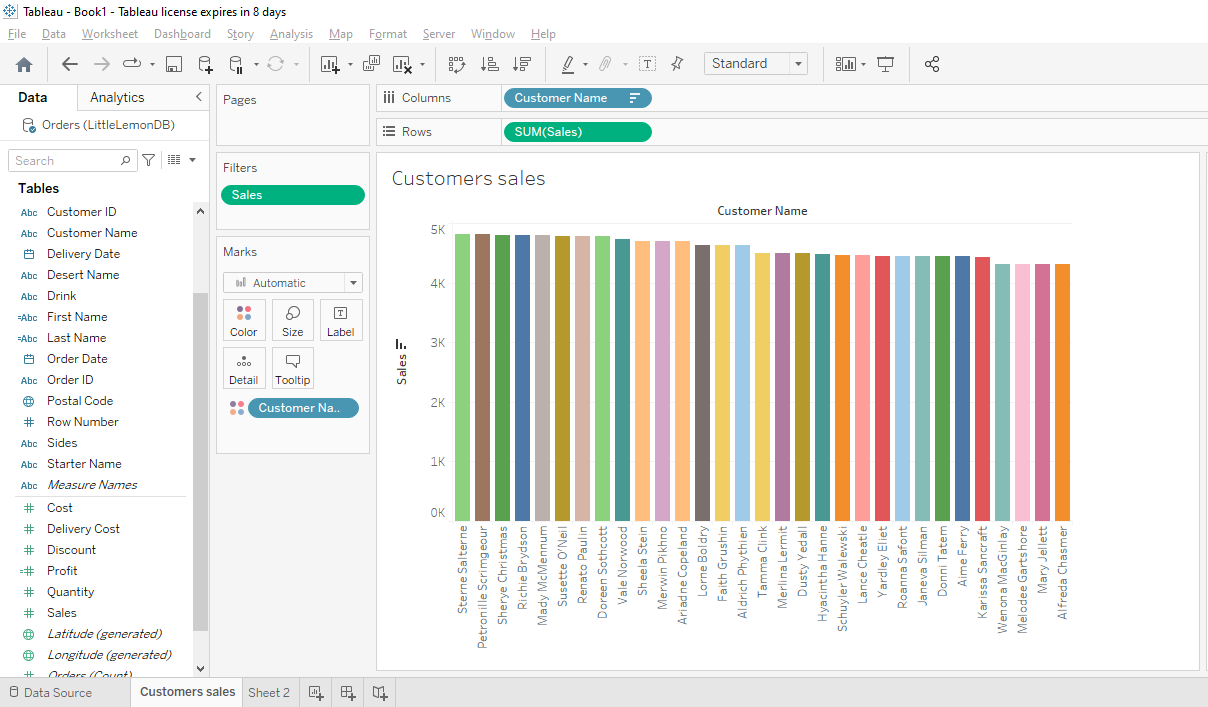 Tableau - Book1 - Tableau license expires in 8 days
File Data Worksheet Dashboard Story Analysis Map Format Server Window Help
Standard
Data Analytics
Orders (LittleLemonDB)
Search
Tables
Abc Customer ID
Abc Customer Name
Delivery Date
Abc Desert Name
Abc Drink
=Abc First Name
=Abc Last Name
Order Date
Abc Order ID
Postal Code
# Row Number
Abc Sides
Abc Starter Name
Abc Measure Names
# Cost
# Delivery Cost
# Discount
=# Profit
# Quantity
# Sales
Latitude (generated)
Longitude (generated)
# Orders (Count)
Pages
Filters
Sales
Marks
Automatic
Color Size Label
Detail Tooltip
Customer Na..
Columns Customer Name
Rows SUM(Sales)
Customers sales
Customer Name
5K
4K
3K
2K
1K
0K
Sales
Sterne Salterne
Petronille Scrimgeour
Sherye Christmas
Richie Brydson
Mady McMennum
Susette O'Neil
Renato Paulin
Doreen Sothcott
Vale Norwood
Sheela Stein
Merwin Pikhno
Ariadne Copeland
Lorne Boldry
Faith Grushin
Aldrich Phythien
Tamma Clink
Merlina Lermit
Dusty Yedall
Hyacintha Hanne
Schuyler Walewski
Lance Cheatle
Yardley Eliet
Roanna Safont
Janeva Silman
Donni Tatem
Aime Ferry
Karissa Sancraft
Wenona MacGinlay
Melodee Gartshore
Mary Jellett
Alfreda Chasmer
Data Source Customers sales Sheet 2